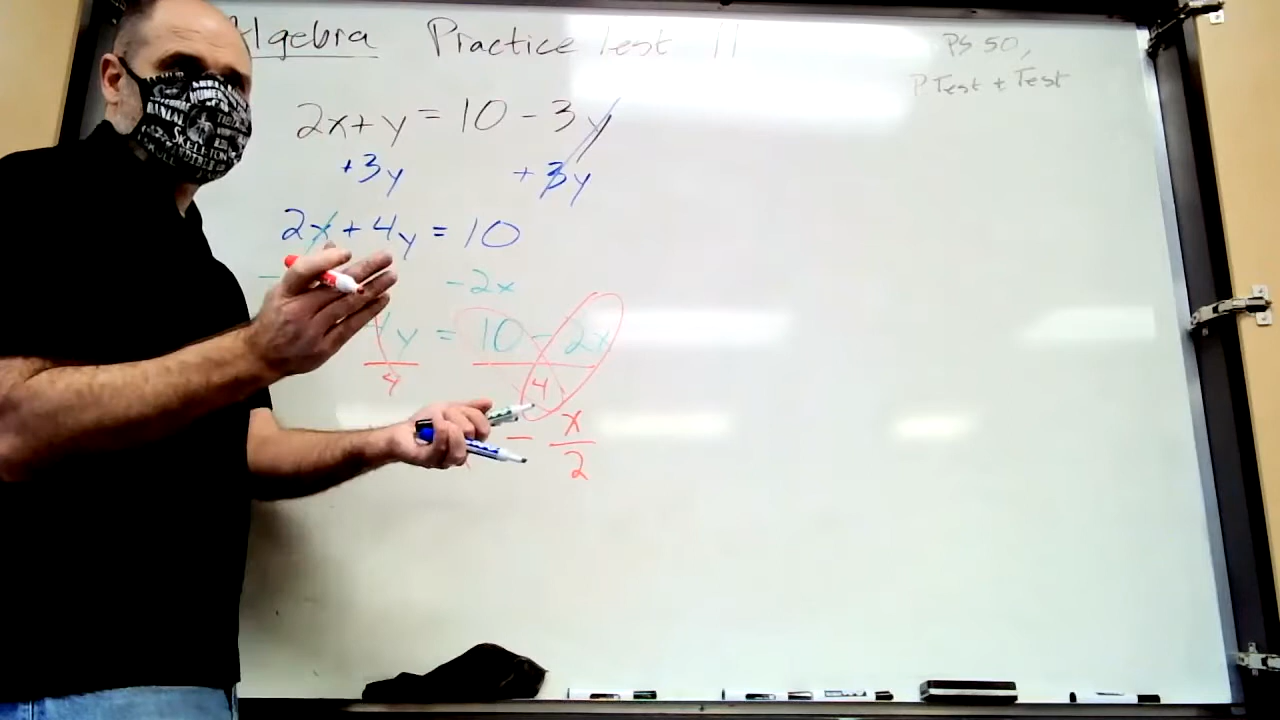 Algebra Practice Test 11
PS 50,
P Test + Test
2x+y = 10 - 3y
+3y + 3y
2x + 4y = 10
- -2x
4y = 10 - 2x
4 4
- x
2
SKELETON